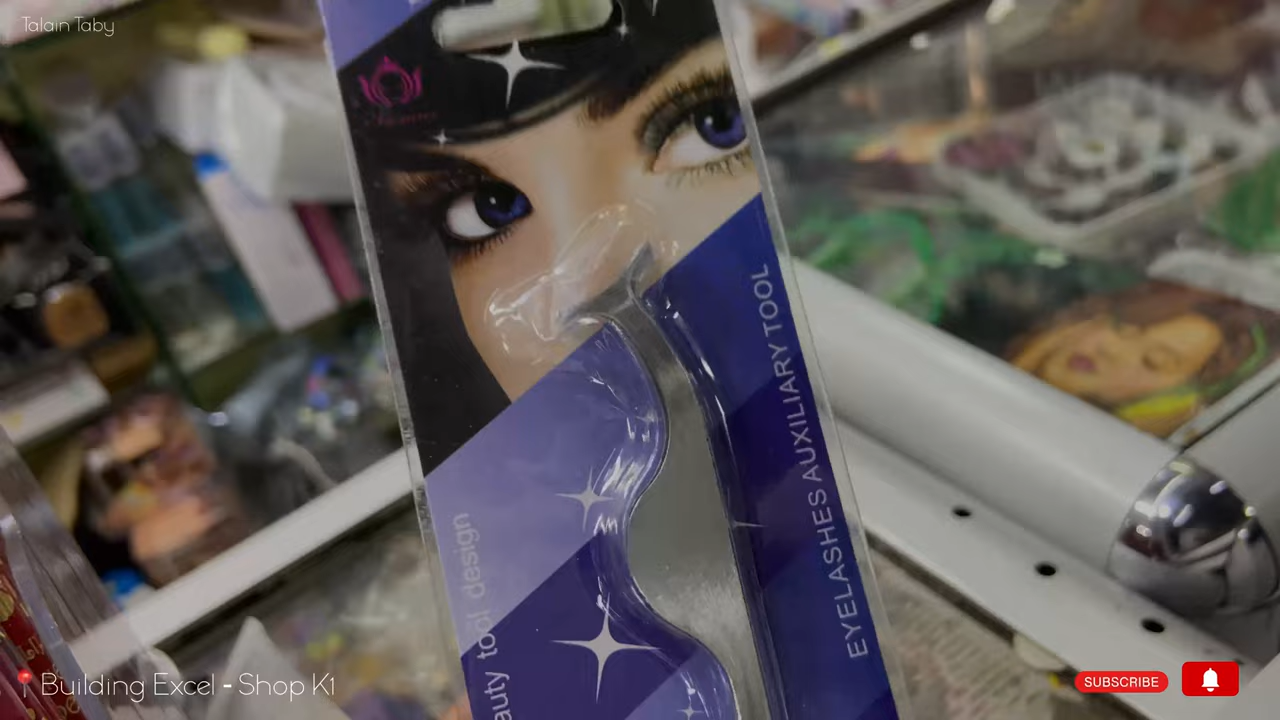 Talain Taby
EYELASHES AUXILIARY TOOL
auty tool design
Building Excel - Shop K1
SUBSCRIBE